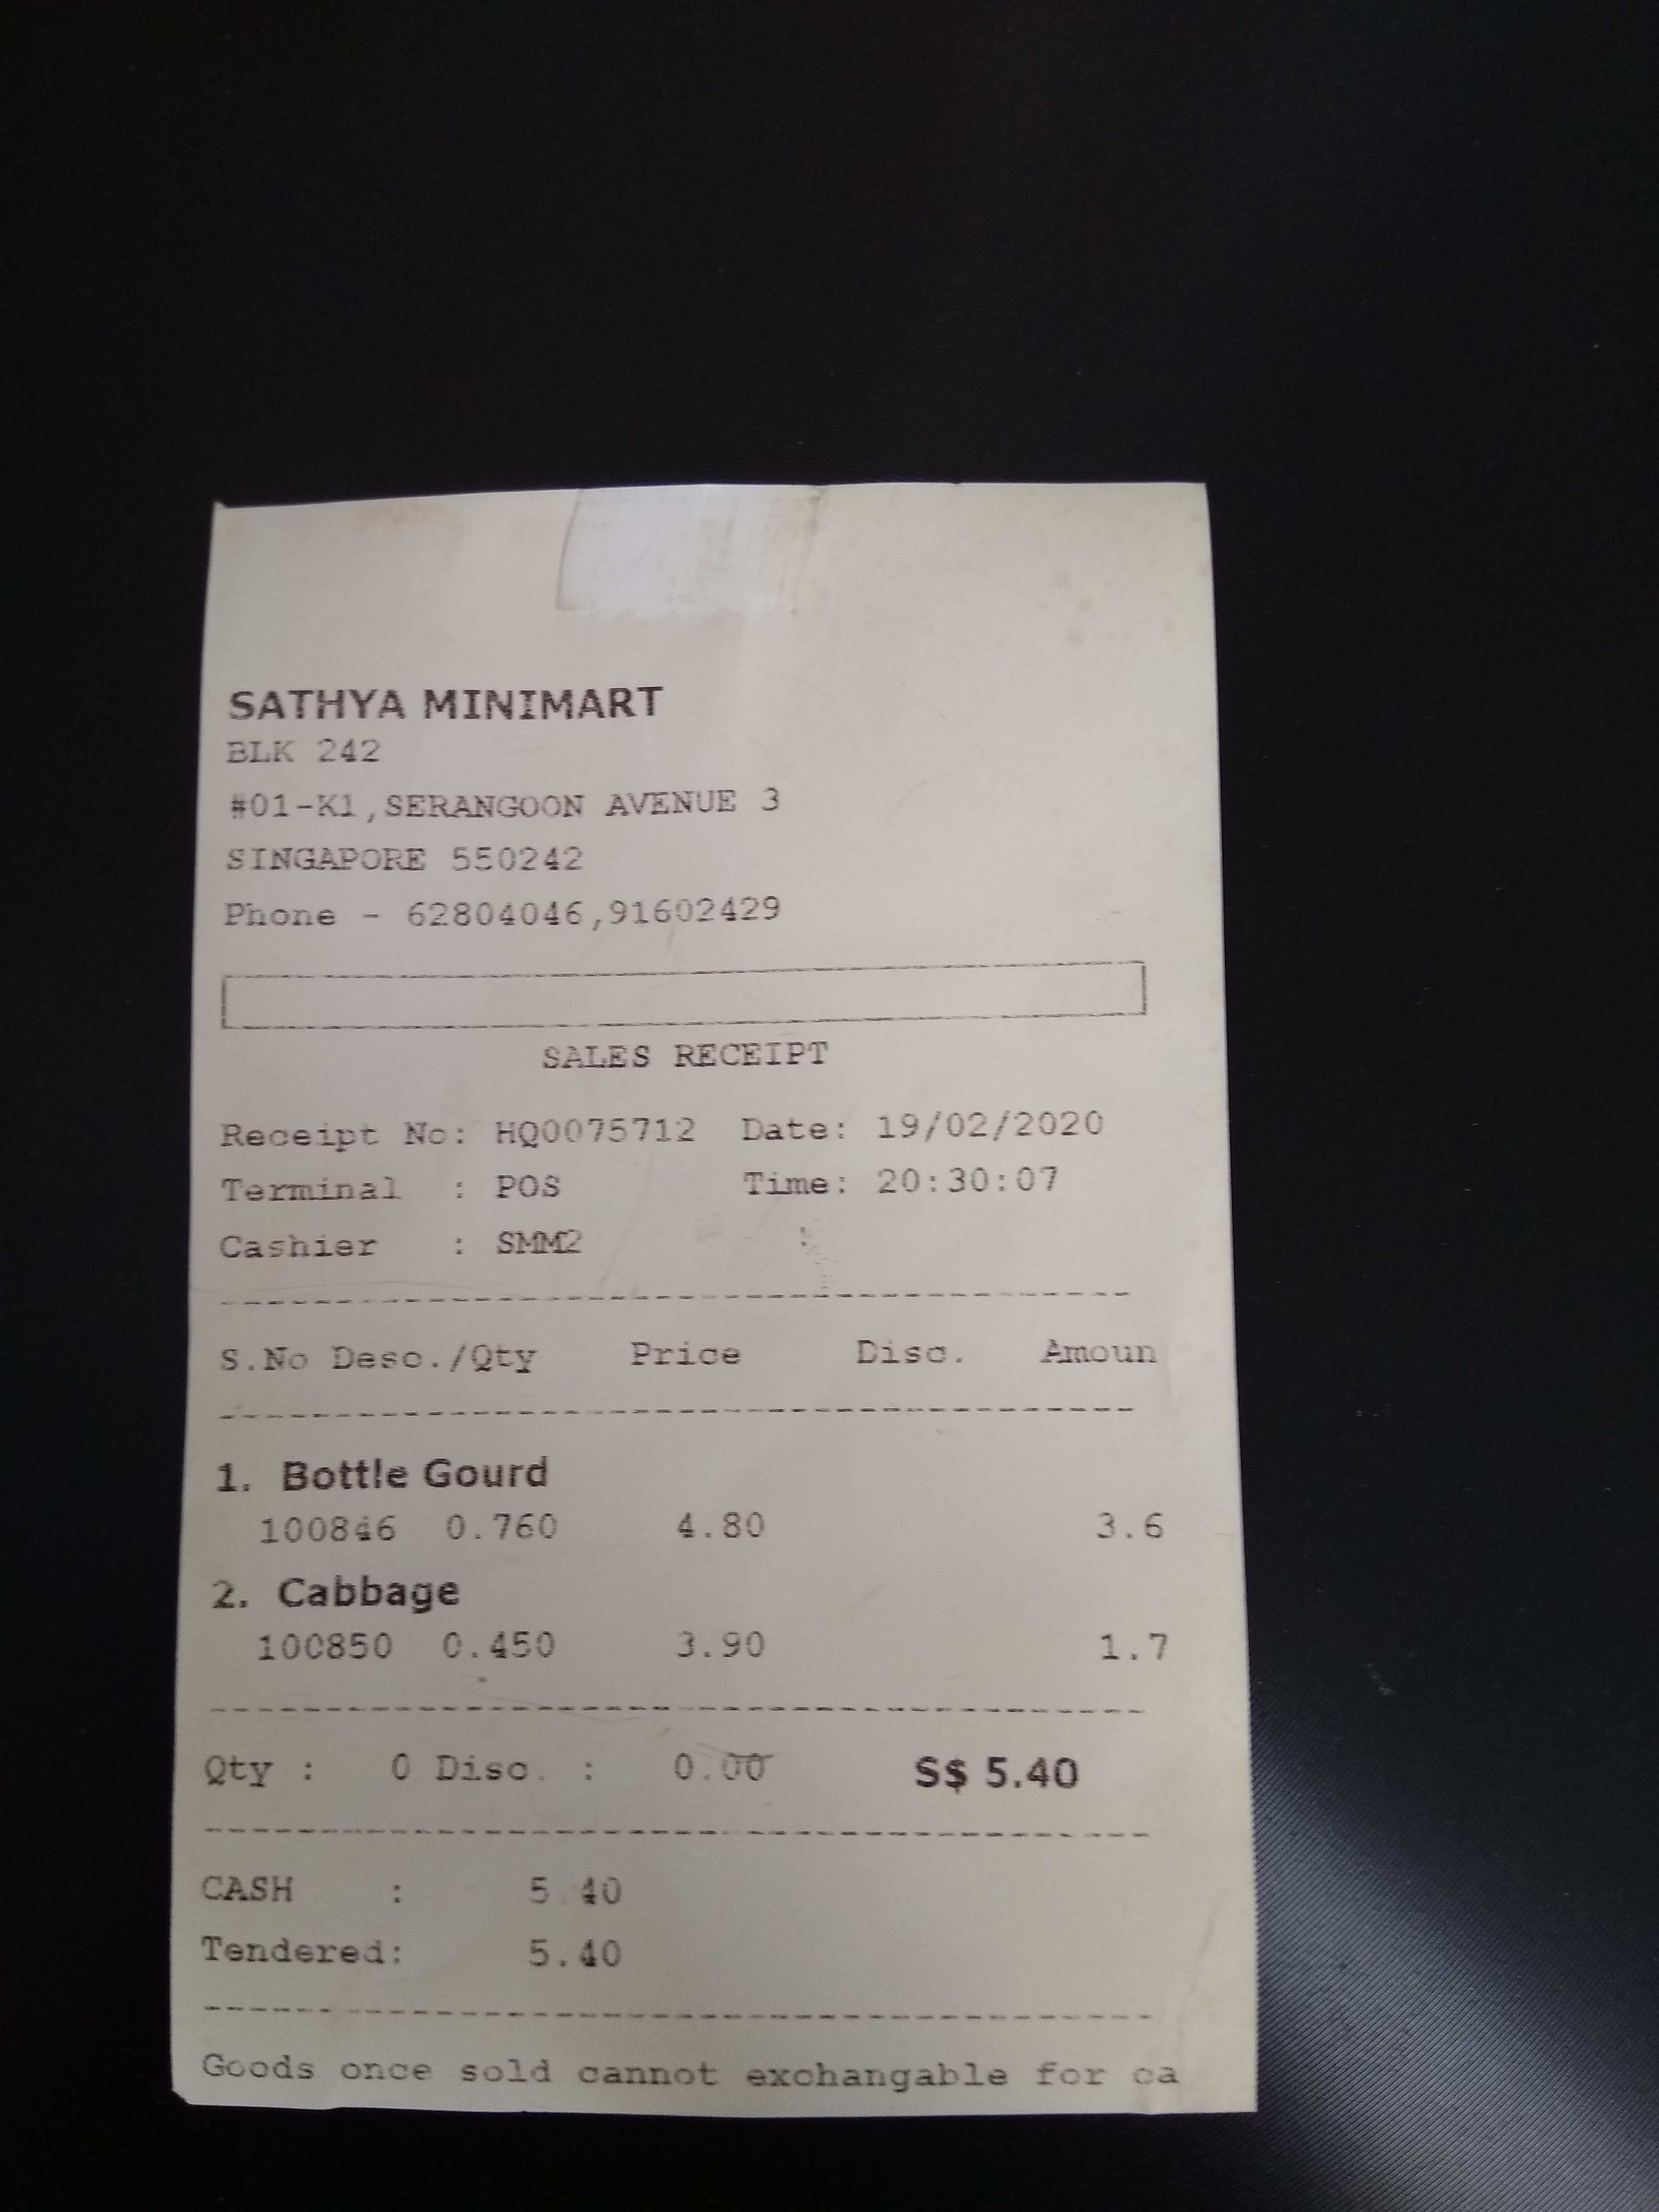 SATHYA MINIMART
BLK 242
#01-K1,SERANGOON AVENUE 3
SINGAPORE 550242
Phone - 62804046,91602429
SALES RECEIPT
Receipt No: HQ0075712 Date: 19/02/2020
Terminal : POS Time: 20:30:07
Cashier : SMM2 :
S.No Desc./Qty Price Disc. Amoun
1. Bottle Gourd
100846 0.760 4.80 3.6
2. Cabbage
100850 0.450 3.90 1.7
Qty : 0 Disc. : 0.00 S$ 5.40
CASH : 5.40
Tendered: 5.40
Goods once sold cannot exchangable for ca